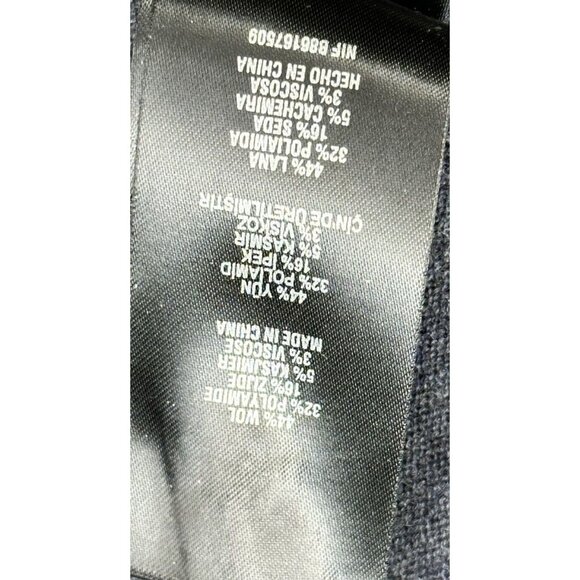 44% WOL
32% POLYAMIDE
16% ZIJDE
5% KASJMIER
3% VISCOSE
MADE IN CHINA
44% YÜN
32% POLİAMİD
16% İPEK
5% KAŞMİR
3% VİSKOZ
ÇİN'DE ÜRETİLMİŞTİR
44% LANA
32% POLIAMIDA
16% SEDA
5% CACHEMIRA
3% VISCOSA
HECHO EN CHINA
NIF B86167509